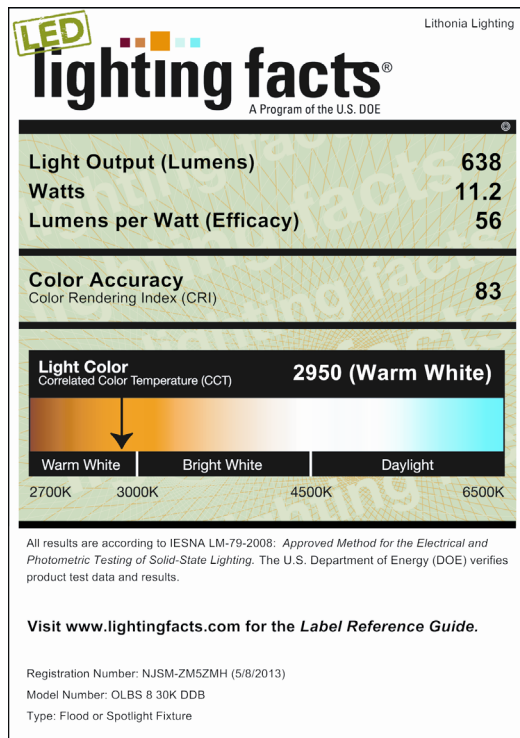 Lithonia Lighting
LED
lighting facts®
A Program of the U.S. DOE
Light Output (Lumens) 638
Watts 11.2
Lumens per Watt (Efficacy) 56
Color Accuracy
Color Rendering Index (CRI) 83
Light Color
Correlated Color Temperature (CCT) 2950 (Warm White)
Warm White Bright White Daylight
2700K 3000K 4500K 6500K
All results are according to IESNA LM-79-2008: Approved Method for the Electrical and
Photometric Testing of Solid-State Lighting. The U.S. Department of Energy (DOE) verifies
product test data and results.
Visit www.lightingfacts.com for the Label Reference Guide.
Registration Number: NJSM-ZM5ZMH (5/8/2013)
Model Number: OLBS 8 30K DDB
Type: Flood or Spotlight Fixture